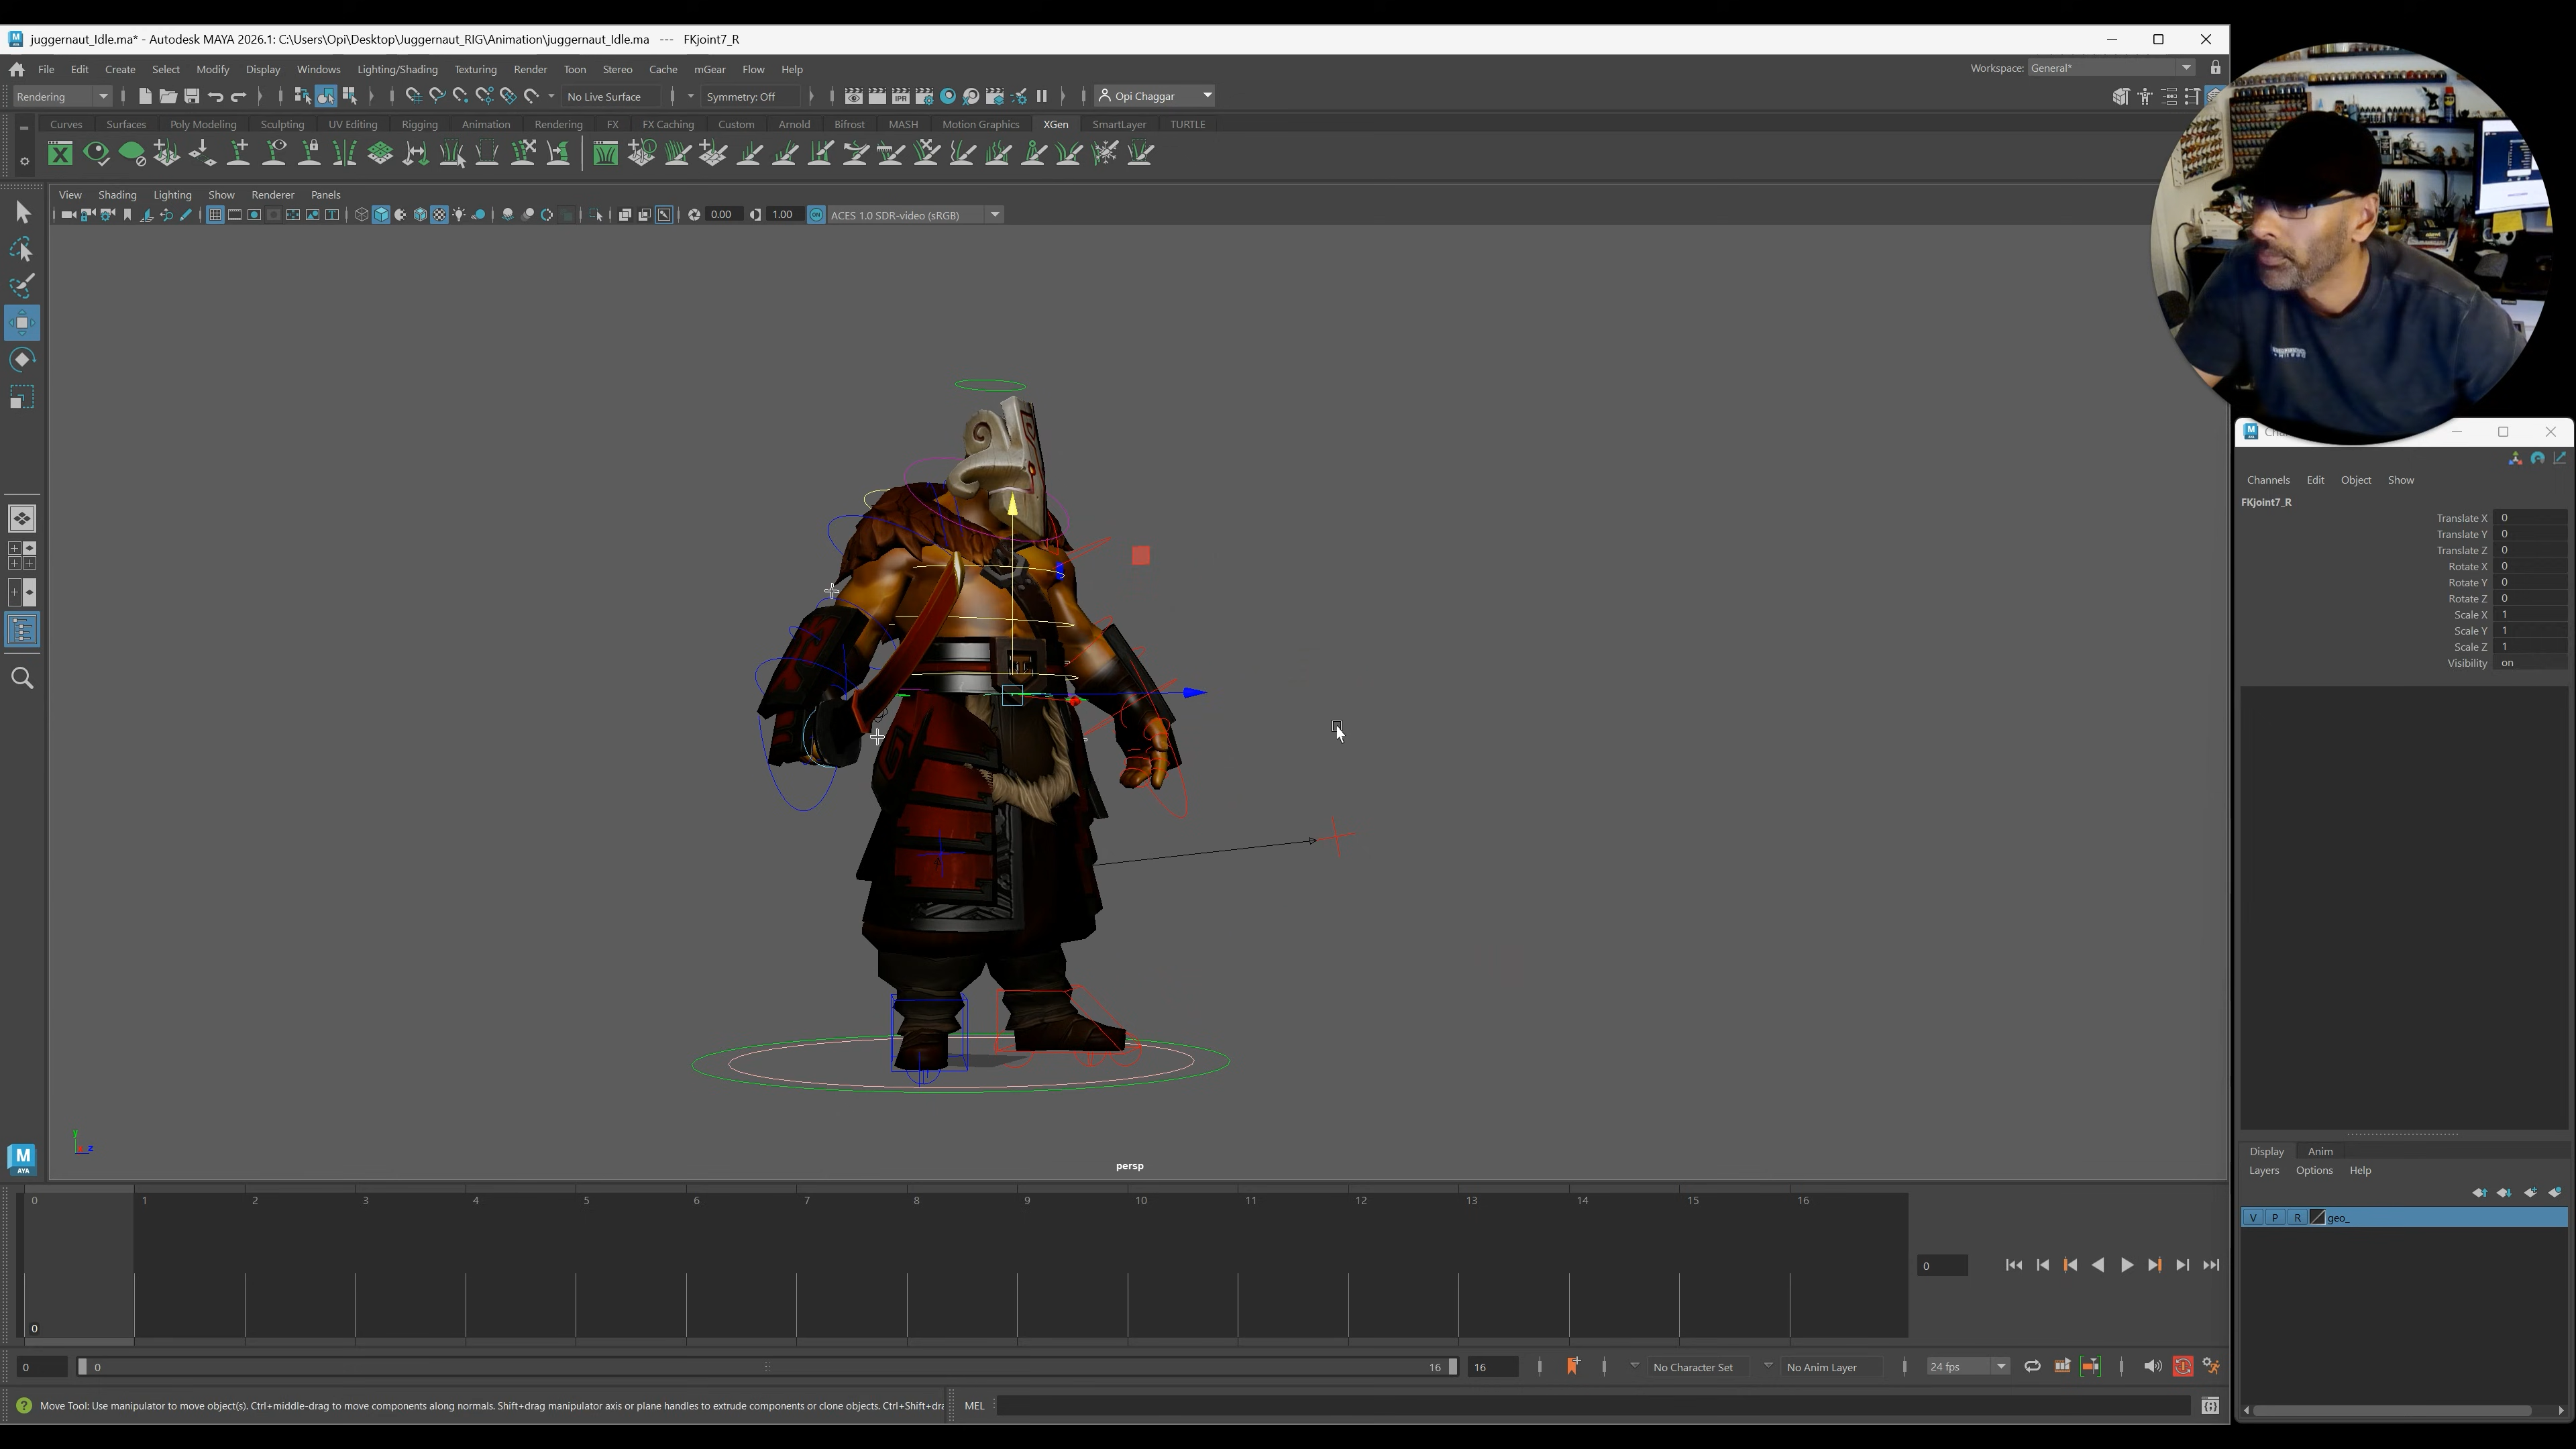 juggernaut_Idle.ma* - Autodesk MAYA 2026.1: C:\Users\Opi\Desktop\Juggernaut_RIG\Animation\juggernaut_Idle.ma --- FKjoint7_R
File Edit Create Select Modify Display Windows Lighting/Shading Texturing Render Toon Stereo Cache mGear Flow Help
Workspace: General*
Rendering No Live Surface Symmetry: Off Opi Chaggar
IPR
Curves Surfaces Poly Modeling Sculpting UV Editing Rigging Animation Rendering FX FX Caching Custom Arnold Bifrost MASH Motion Graphics XGen SmartLayer TURTLE
View Shading Lighting Show Renderer Panels
0.00 1.00 ON ACES 1.0 SDR-video (sRGB)
Channels Edit Object Show
FKjoint7_R
Translate X 0
Translate Y 0
Translate Z 0
Rotate X 0
Rotate Y 0
Rotate Z 0
Scale X 1
Scale Y 1
Scale Z 1
Visibility on
y
z
M
AYA
persp
Display Anim
Layers Options Help
V P R geo_
0 1 2 3 4 5 6 7 8 9 10 11 12 13 14 15 16
0
0
0 0 16 16 No Character Set No Anim Layer 24 fps
Move Tool: Use manipulator to move object(s). Ctrl+middle-drag to move components along normals. Shift+drag manipulator axis or plane handles to extrude components or clone objects. Ctrl+Shift+dra
MEL